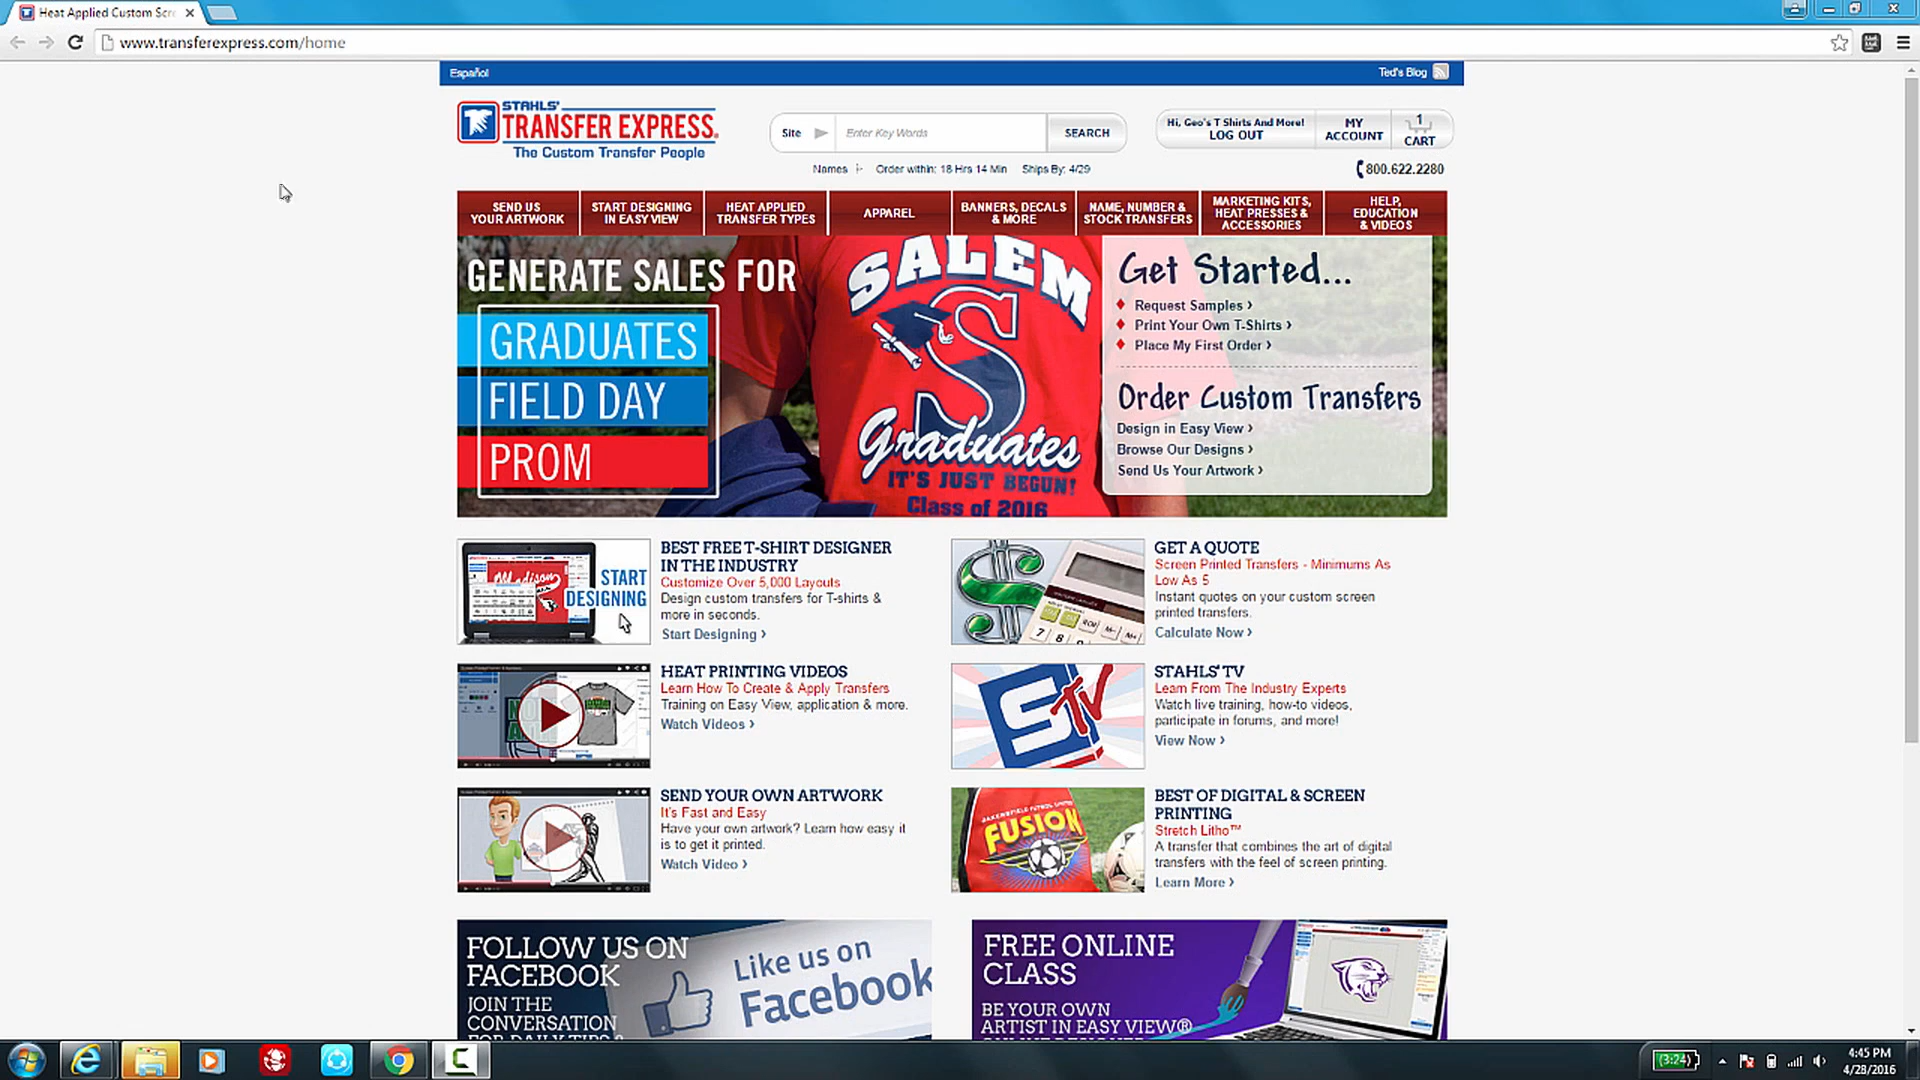 Heat Applied Custom Scr
www.transferexpress.com/home
Español
Ted's Blog
STAHLS'
TRANSFER EXPRESS®
The Custom Transfer People
Site
Enter Key Words
SEARCH
Hi, Geo's T Shirts And More!
LOG OUT
MY ACCOUNT
1
CART
Names
Order within: 18 Hrs 14 Min
Ships By: 4/29
800.622.2280
SEND US
YOUR ARTWORK
START DESIGNING
IN EASY VIEW
HEAT APPLIED
TRANSFER TYPES
APPAREL
BANNERS, DECALS
& MORE
NAME, NUMBER &
STOCK TRANSFERS
MARKETING KITS,
HEAT PRESSES &
ACCESSORIES
HELP,
EDUCATION
& VIDEOS
GENERATE SALES FOR
GRADUATES
FIELD DAY
PROM
SALEM
S
Graduates
IT'S JUST BEGUN!
Class of 2016
Get Started...
Request Samples ›
Print Your Own T-Shirts ›
Place My First Order ›
Order Custom Transfers
Design in Easy View ›
Browse Our Designs ›
Send Us Your Artwork ›
Madison
START
DESIGNING
BEST FREE T-SHIRT DESIGNER
IN THE INDUSTRY
Customize Over 5,000 Layouts
Design custom transfers for T-shirts &
more in seconds.
Start Designing ›
GET A QUOTE
Screen Printed Transfers - Minimums As
Low As 5
Instant quotes on your custom screen
printed transfers.
Calculate Now ›
HEAT PRINTING VIDEOS
Learn How To Create & Apply Transfers
Training on Easy View, application & more.
Watch Videos ›
STV
STAHLS' TV
Learn From The Industry Experts
Watch live training, how-to videos,
participate in forums, and more!
View Now ›
SEND YOUR OWN ARTWORK
It's Fast and Easy
Have your own artwork? Learn how easy it
is to get it printed.
Watch Video ›
BAKERSFIELD FUTBOL UNITED
FUSION
BEST OF DIGITAL & SCREEN
PRINTING
Stretch Litho™
A transfer that combines the art of digital
transfers with the feel of screen printing.
Learn More ›
FOLLOW US ON
FACEBOOK
JOIN THE
CONVERSATION
Like us on
Facebook
FREE ONLINE
CLASS
BE YOUR OWN
ARTIST IN EASY VIEW®
(3:24)
4:45 PM
4/28/2016